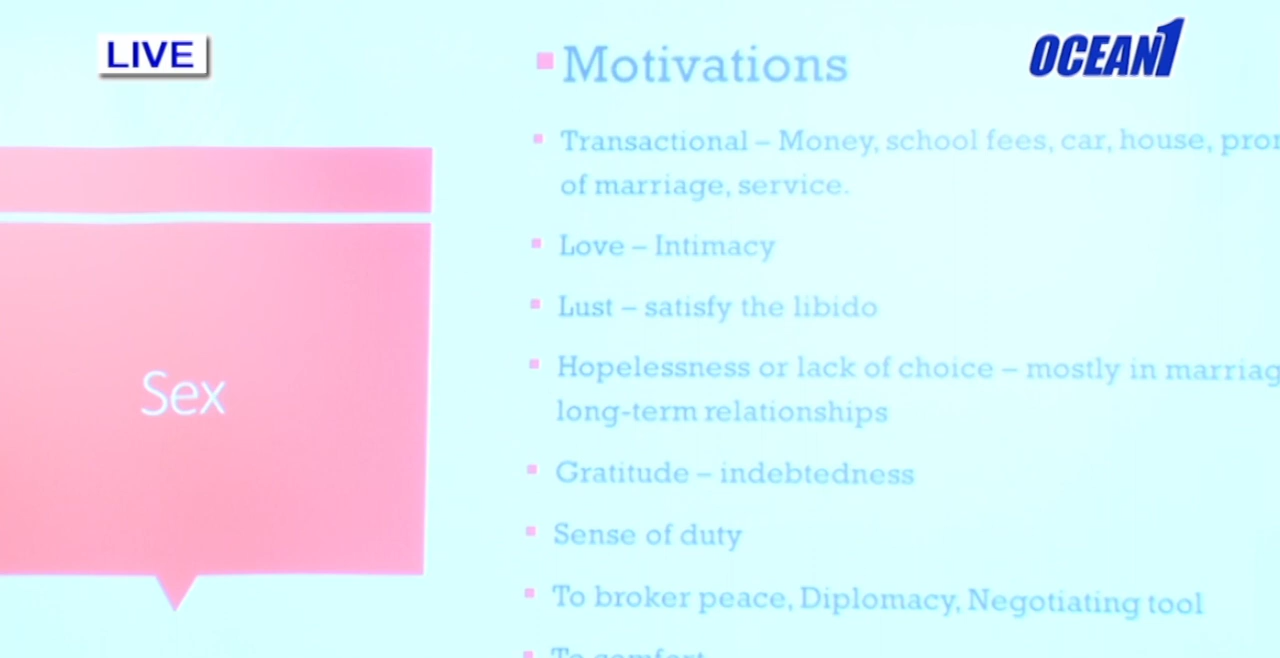 LIVE
OCEAN1
Motivations
Transactional – Money, school fees, car, house,
of marriage, service.
Love – Intimacy
Lust – satisfy the libido
Hopelessness or lack of choice – mostly in
long-term relationships
Sex
Gratitude – indebtedness
Sense of duty
To broker peace, Diplomacy, Negotiating tool
To comfort